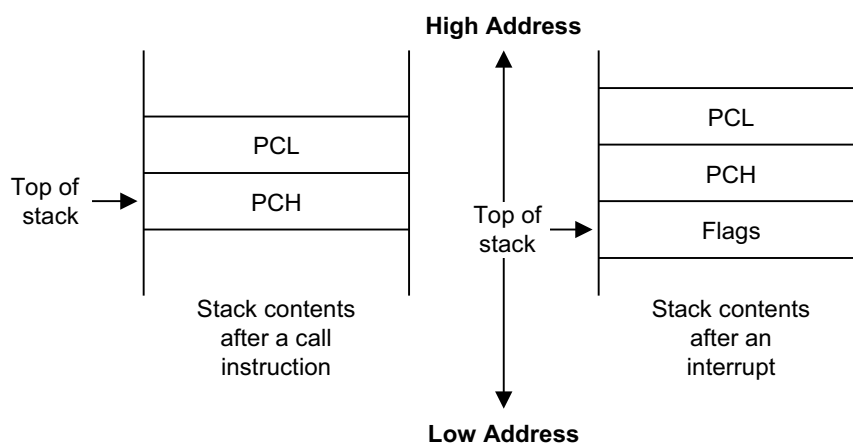 High Address
PCL
PCH
Top of
stack
Stack contents
after a call
instruction
PCL
PCH
Flags
Top of
stack
Stack contents
after an
interrupt
Low Address